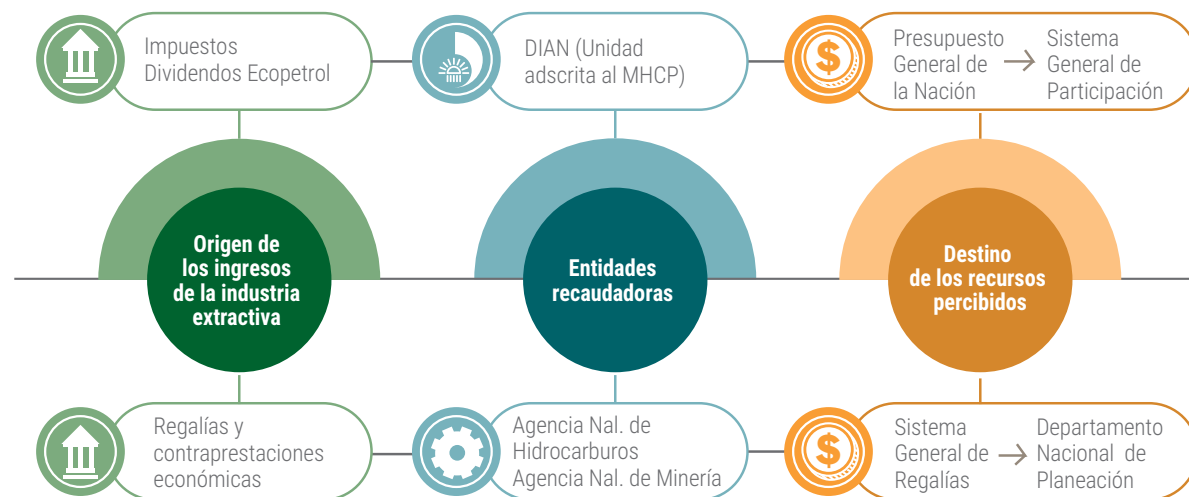 Impuestos
Dividendos Ecopetrol
DIAN (Unidad
adscrita al MHCP)
Presupuesto
General de
la Nación
Sistema
General de
Participación
Origen de
los ingresos
de la industria
extractiva
Entidades
recaudadoras
Destino
de los recursos
percibidos
Regalías y
contraprestaciones
económicas
Agencia Nal. de
Hidrocarburos
Agencia Nal. de Minería
Sistema
General de
Regalías
Departamento
Nacional de
Planeación